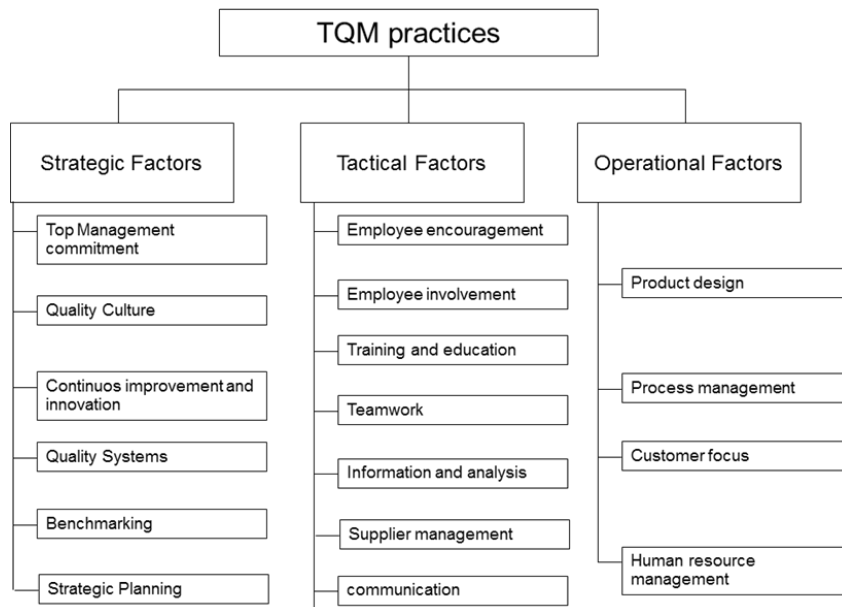 TQM practices
Strategic Factors
Tactical Factors
Operational Factors
Top Management
commitment
Quality Culture
Continuos improvement and
innovation
Quality Systems
Benchmarking
Strategic Planning
Employee encouragement
Employee involvement
Training and education
Teamwork
Information and analysis
Supplier management
communication
Product design
Process management
Customer focus
Human resource
management